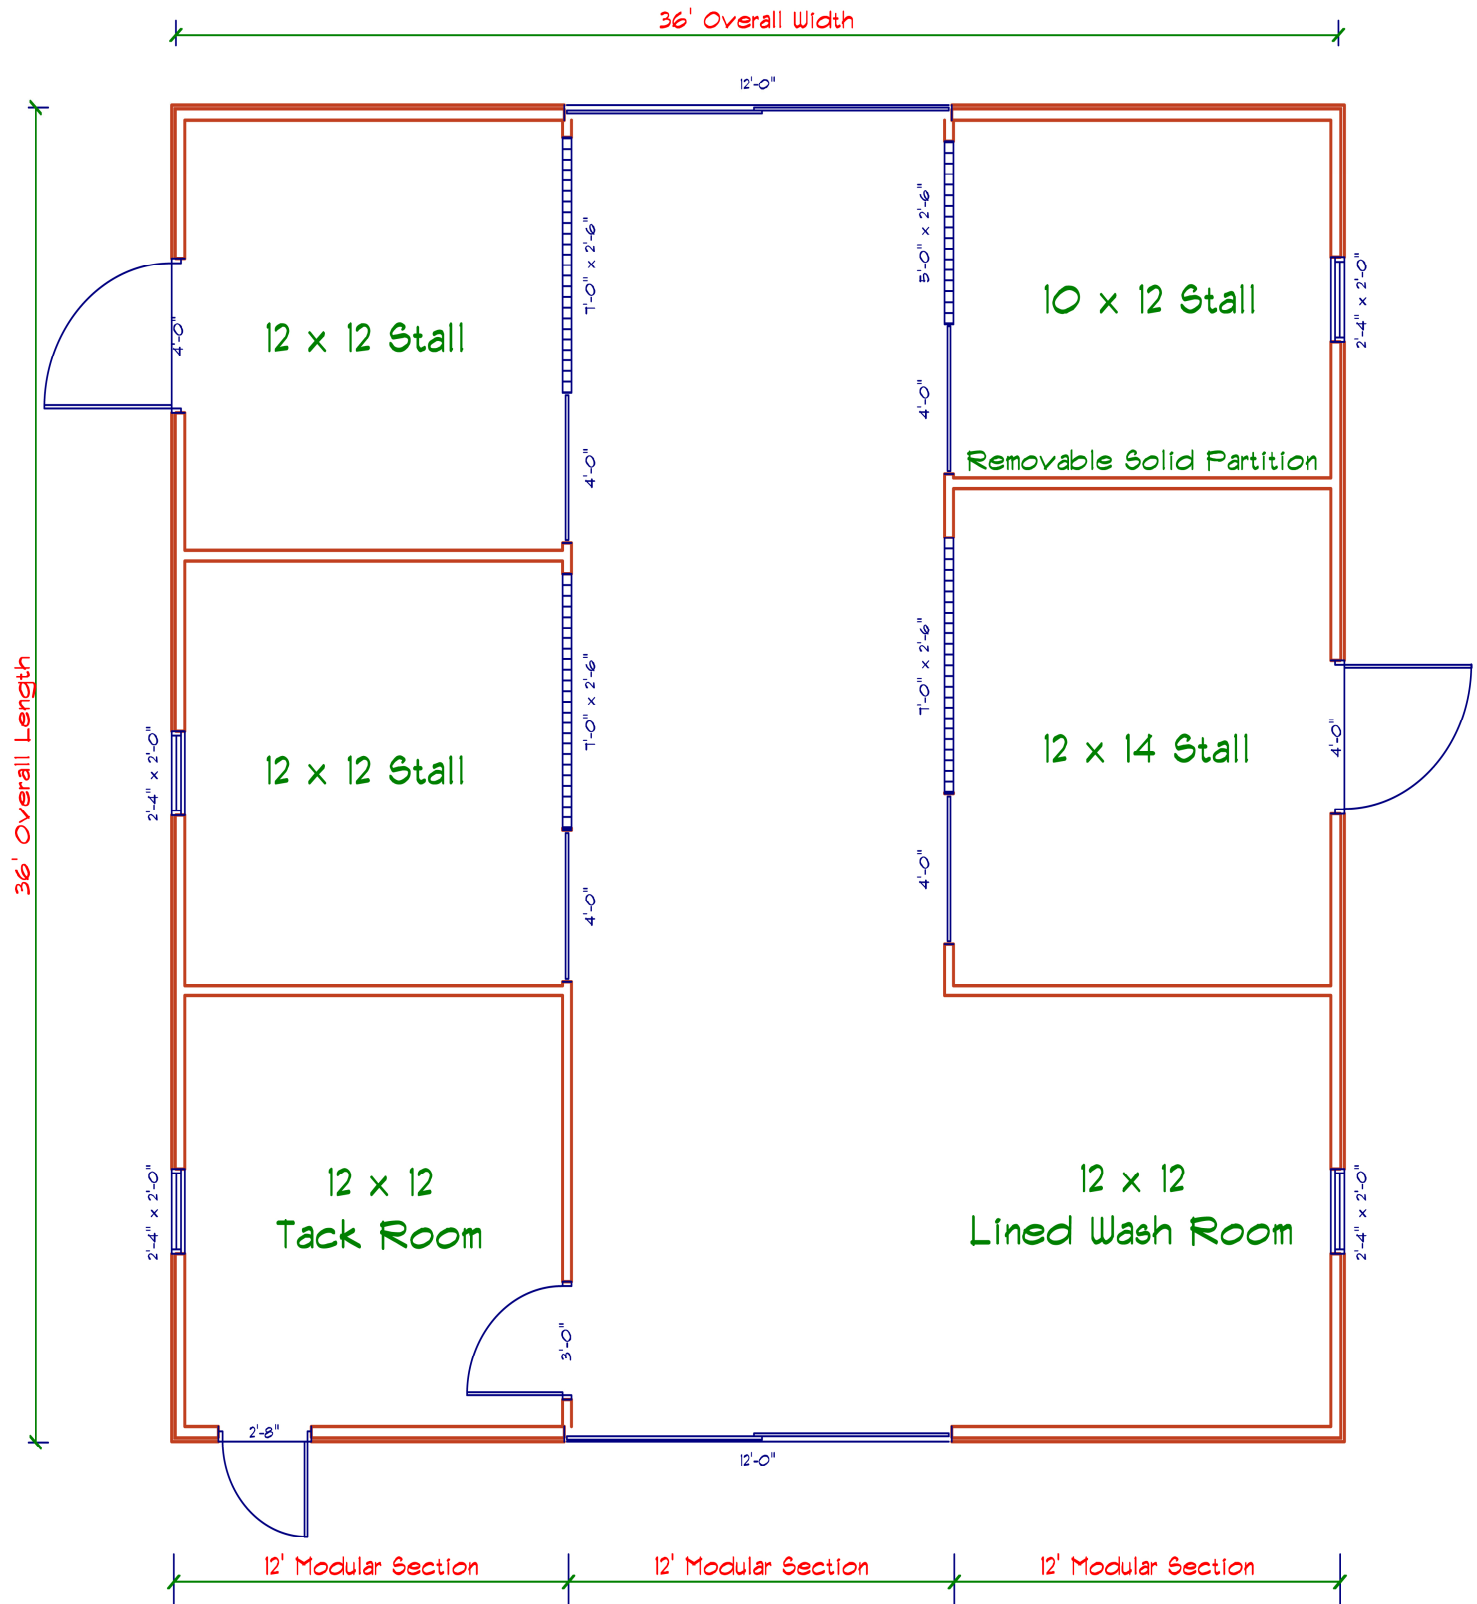 36' Overall Width
12'-0"
7'-0" x 2'-6"
5'-0" x 2'-6"
10 x 12 Stall
2'-4" x 2'-0"
4'-0"
12 x 12 Stall
4'-0"
4'-0"
Removable Solid Partition
36' Overall Length
2'-4" x 2'-0"
12 x 12 Stall
7'-0" x 2'-6"
7'-0" x 2'-6"
12 x 14 Stall
4'-0"
4'-0"
4'-0"
2'-4" x 2'-0"
12 x 12
Tack Room
12 x 12
Lined Wash Room
2'-4" x 2'-0"
3'-0"
2'-8"
12'-0"
12' Modular Section
12' Modular Section
12' Modular Section